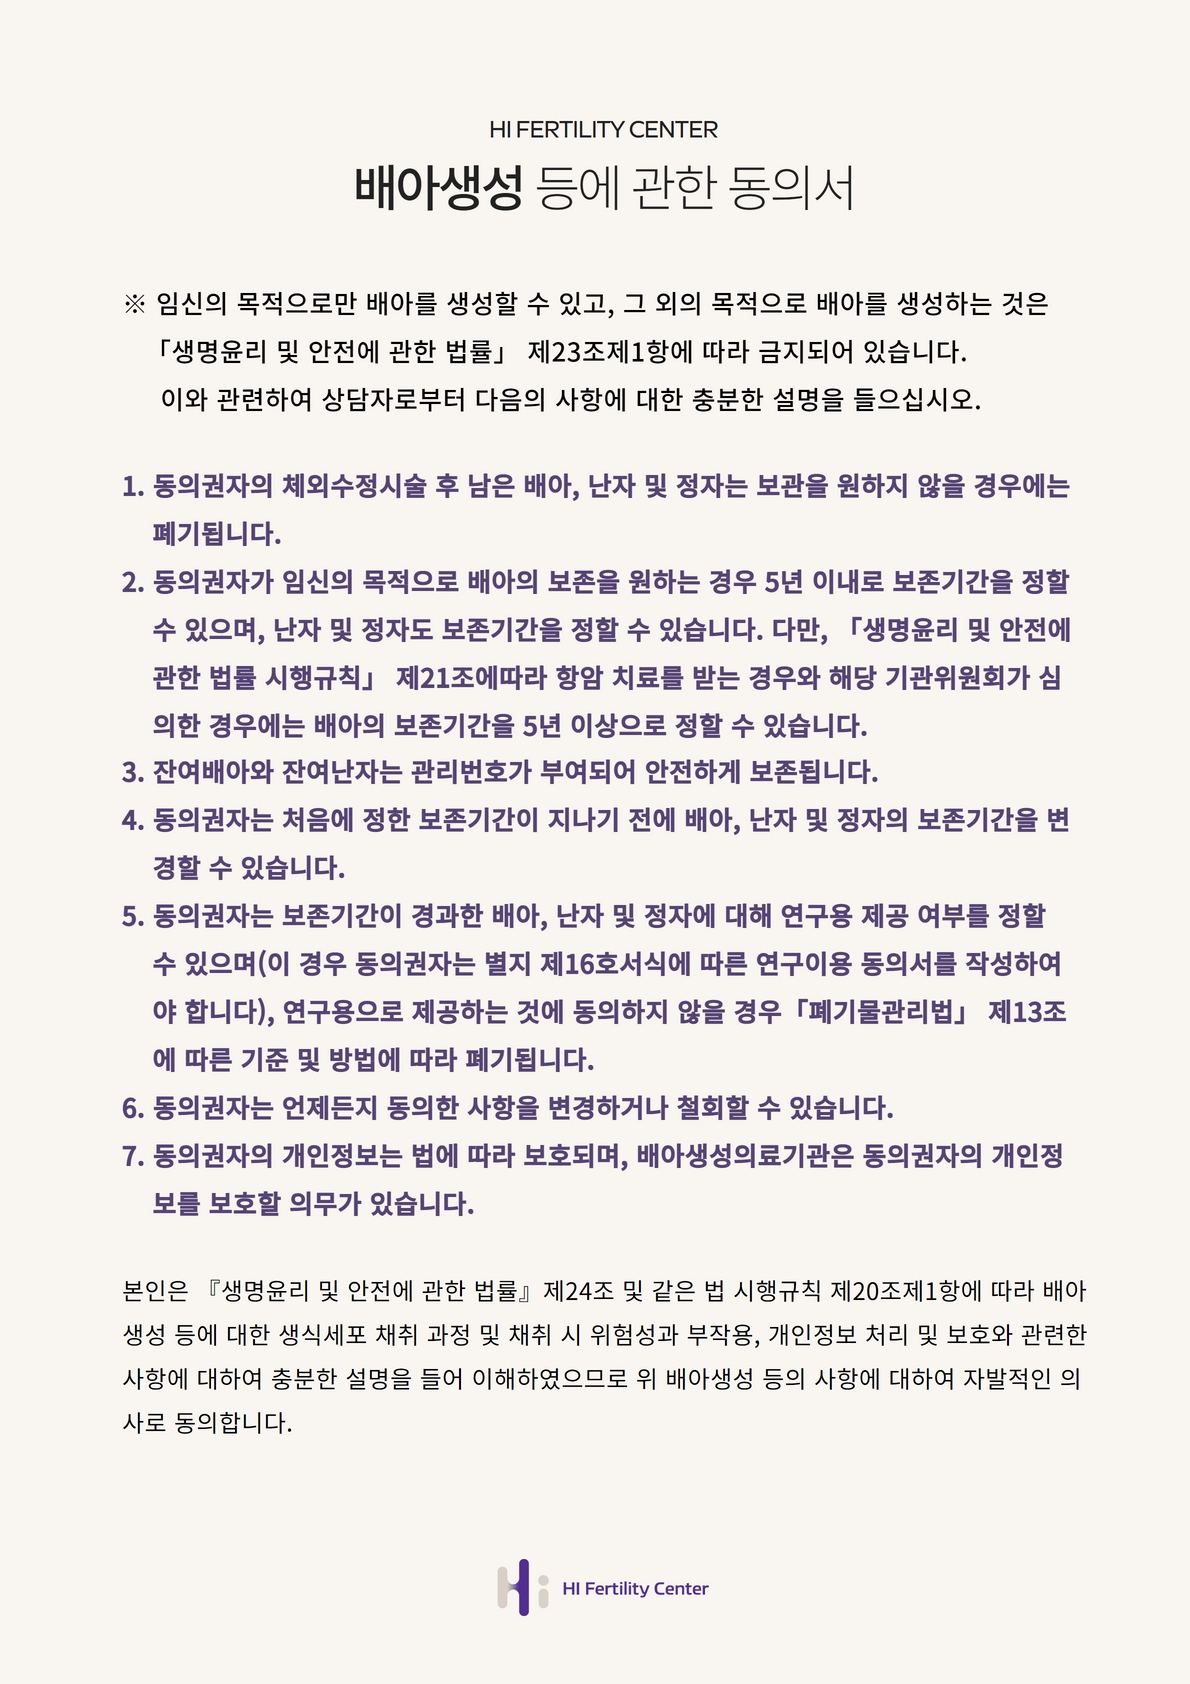 HI FERTILITY CENTER
배아생성 등에 관한 동의서
※ 임신의 목적으로만 배아를 생성할 수 있고, 그 외의 목적으로 배아를 생성하는 것은
「생명윤리 및 안전에 관한 법률」 제23조제1항에 따라 금지되어 있습니다.
이와 관련하여 상담자로부터 다음의 사항에 대한 충분한 설명을 들으십시오.
1. 동의권자의 체외수정시술 후 남은 배아, 난자 및 정자는 보관을 원하지 않을 경우에는
폐기됩니다.
2. 동의권자가 임신의 목적으로 배아의 보존을 원하는 경우 5년 이내로 보존기간을 정할
수 있으며, 난자 및 정자도 보존기간을 정할 수 있습니다. 다만, 「생명윤리 및 안전에
관한 법률 시행규칙」 제21조에따라 항암 치료를 받는 경우와 해당 기관위원회가 심
의한 경우에는 배아의 보존기간을 5년 이상으로 정할 수 있습니다.
3. 잔여배아와 잔여난자는 관리번호가 부여되어 안전하게 보존됩니다.
4. 동의권자는 처음에 정한 보존기간이 지나기 전에 배아, 난자 및 정자의 보존기간을 변
경할 수 있습니다.
5. 동의권자는 보존기간이 경과한 배아, 난자 및 정자에 대해 연구용 제공 여부를 정할
수 있으며(이 경우 동의권자는 별지 제16호서식에 따른 연구이용 동의서를 작성하여
야 합니다), 연구용으로 제공하는 것에 동의하지 않을 경우「폐기물관리법」 제13조
에 따른 기준 및 방법에 따라 폐기됩니다.
6. 동의권자는 언제든지 동의한 사항을 변경하거나 철회할 수 있습니다.
7. 동의권자의 개인정보는 법에 따라 보호되며, 배아생성의료기관은 동의권자의 개인정
보를 보호할 의무가 있습니다.
본인은 『생명윤리 및 안전에 관한 법률』제24조 및 같은 법 시행규칙 제20조제1항에 따라 배아
생성 등에 대한 생식세포 채취 과정 및 채취 시 위험성과 부작용, 개인정보 처리 및 보호와 관련한
사항에 대하여 충분한 설명을 들어 이해하였으므로 위 배아생성 등의 사항에 대하여 자발적인 의
사로 동의합니다.
Hi HI Fertility Center